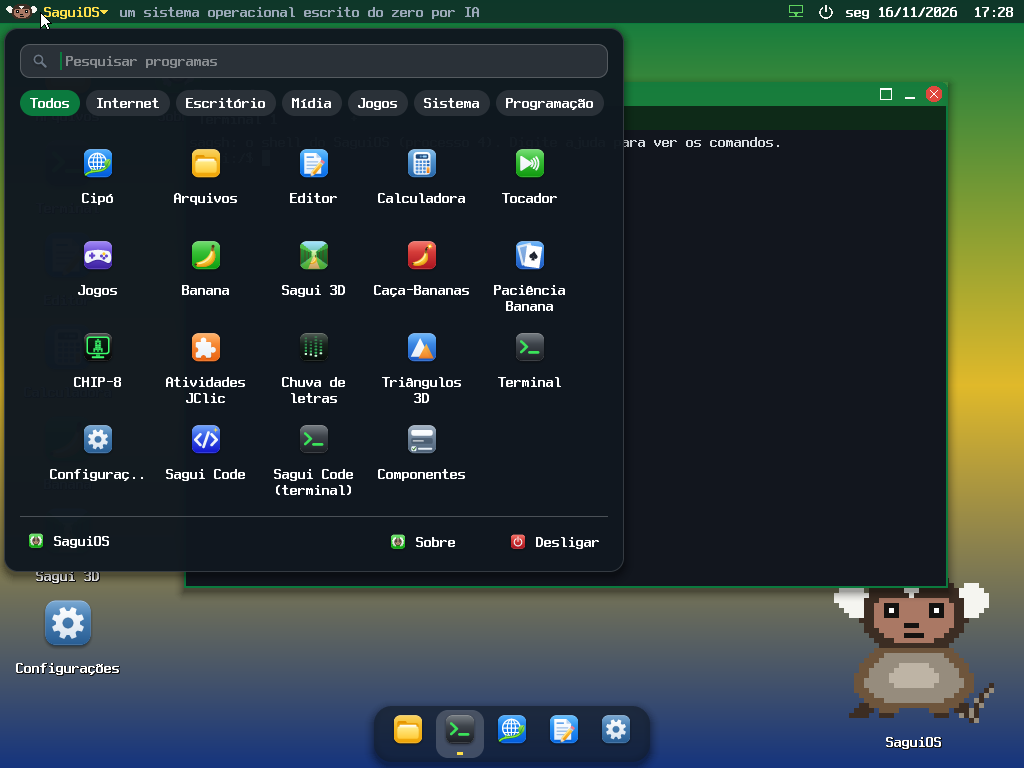 SaguiOS
um sistema operacional escrito do zero por IA
seg 16/11/2026
17:28
Pesquisar programas
Todos
Internet
Escritório
Mídia
Jogos
Sistema
Programação
para ver os comandos.
Cipó
Arquivos
Editor
Calculadora
Tocador
Jogos
Banana
Sagui 3D
Caça-Bananas
Paciência
Banana
CHIP-8
Atividades
JClic
Chuva de
letras
Triângulos
3D
Terminal
Configuraç..
Sagui Code
Sagui Code
(terminal)
Componentes
SaguiOS
Sobre
Desligar
Sagui 3D
Configurações
SaguiOS